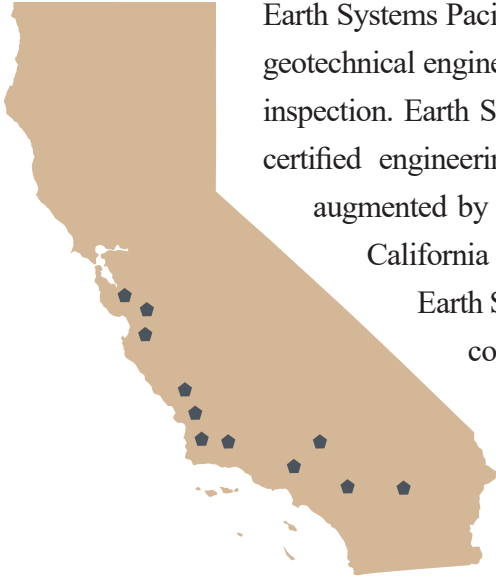 Earth Systems Paci
geotechnical engine
inspection. Earth S
certified engineerin
augmented by
California
Earth S
co